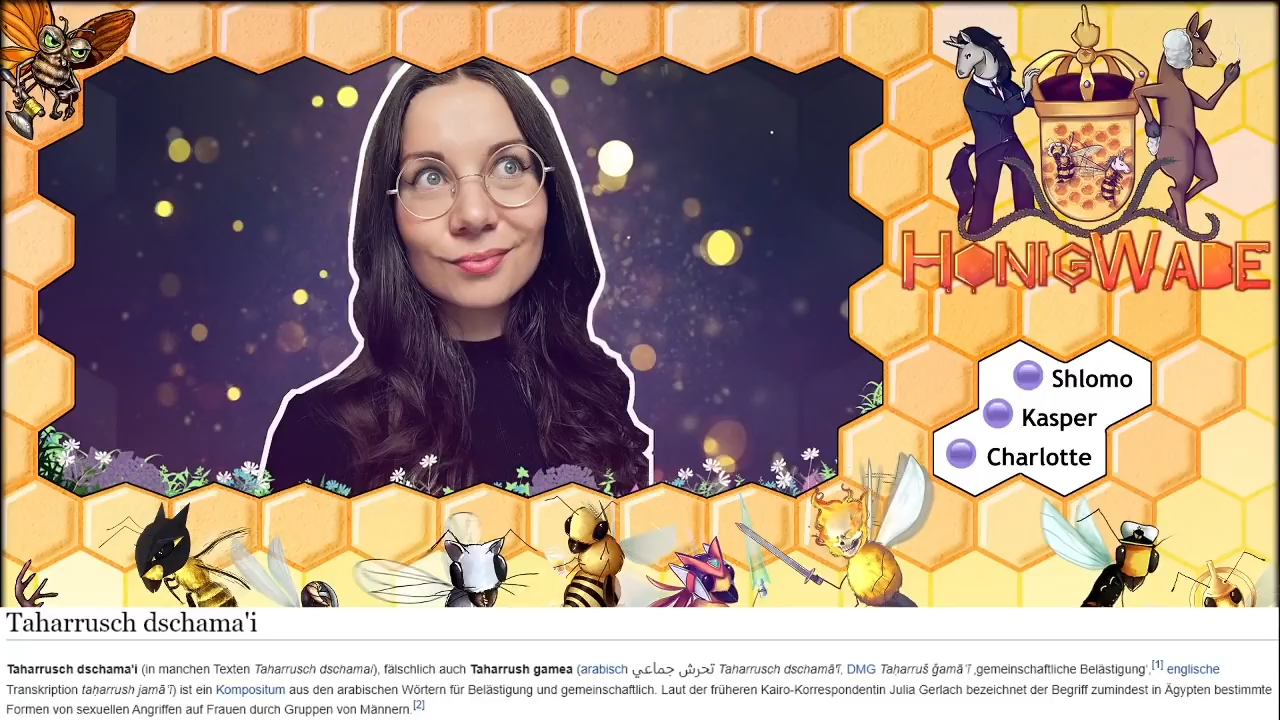 HONIGWABE
Shlomo
Kasper
Charlotte
Taharrusch dschama'i
Taharrusch dschama'i (in manchen Texten Taharrusch dschamai), fälschlich auch Taharrush gamea (arabisch تحرش جماعي Taharrusch dschamāʿī, DMG Taḥarruš ǧamāʿī ‚gemeinschaftliche Belästigung‘,[1] englische
Transkription taḥarrush jamāʿī) ist ein Kompositum aus den arabischen Wörtern für Belästigung und gemeinschaftlich. Laut der früheren Kairo-Korrespondentin Julia Gerlach bezeichnet der Begriff zumindest in Ägypten bestimmte
Formen von sexuellen Angriffen auf Frauen durch Gruppen von Männern.[2]